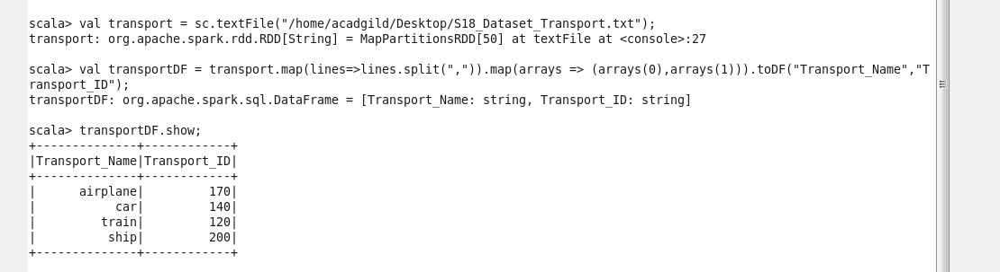 scala> val transport = sc.textFile("/home/acadgild/Desktop/S18_Dataset_Transport.txt");
transport: org.apache.spark.rdd.RDD[String] = MapPartitionsRDD[50] at textFile at <console>:27
scala> val transportDF = transport.map(lines=>lines.split(",")).map(arrays => (arrays(0),arrays(1))).toDF("Transport_Name","T
ransport_ID");
transportDF: org.apache.spark.sql.DataFrame = [Transport_Name: string, Transport_ID: string]
scala> transportDF.show;
+--------------+------------+
|Transport_Name|Transport_ID|
+--------------+------------+
|      airplane|         170|
|           car|         140|
|         train|         120|
|          ship|         200|
+--------------+------------+